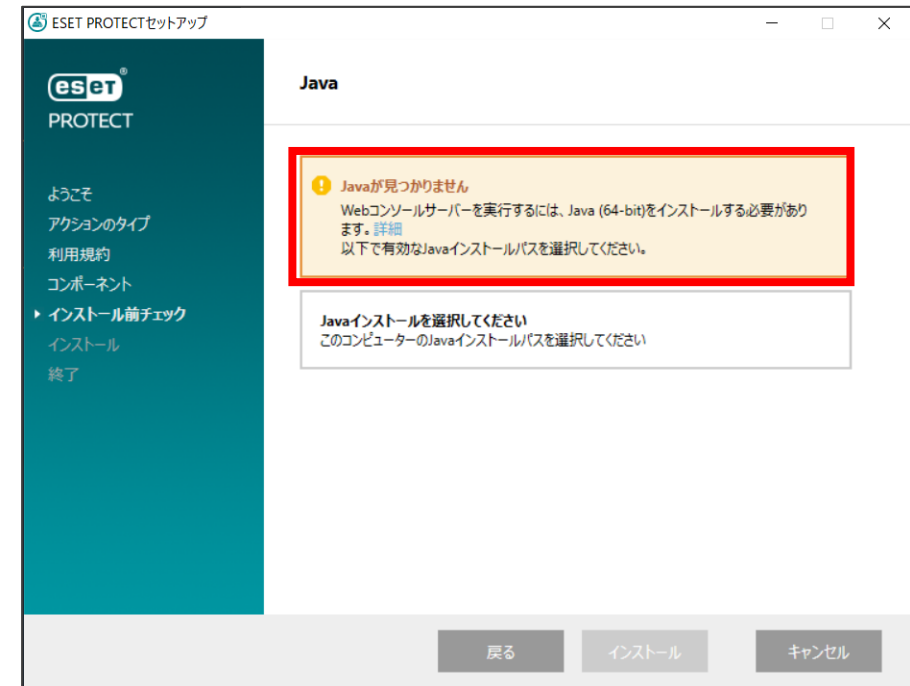 ESET PROTECTセットアップ
eset®
PROTECT
ようこそ
アクションのタイプ
利用規約
コンポーネント
インストール前チェック
インストール
終了
Java
Javaが見つかりません
Webコンソールサーバーを実行するには、Java (64-bit)をインストールする必要があり
ます。詳細
以下で有効なJavaインストールパスを選択してください。
Javaインストールを選択してください
このコンピューターのJavaインストールパスを選択してください
戻る
インストール
キャンセル